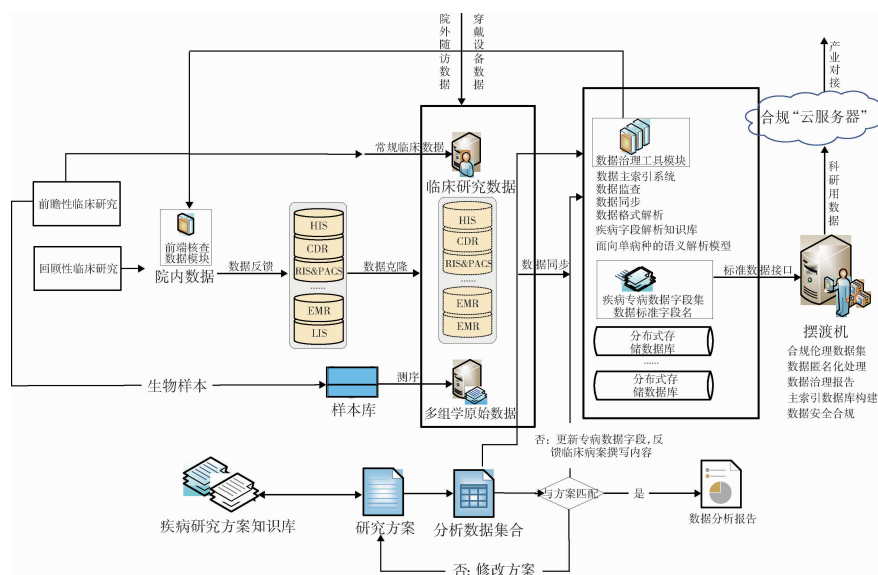 院外随访数据
穿戴设备数据
产业对接
合规“云服务器”
科研用数据
常规临床数据
临床研究数据
数据治理工具模块
数据主索引系统
数据监查
数据同步
数据格式解析
疾病字段解析知识库
面向单病种的语义解析模型
前瞻性临床研究
回顾性临床研究
前端核查
数据模块
院内数据
数据反馈
HIS
CDR
RIS&PACS
......
EMR
LIS
数据克隆
HIS
CDR
RIS&PACS
......
EMR
EMR
数据同步
疾病专病数据字段集
数据标准字段名
标准数据接口
摆渡机
合规伦理数据集
数据匿名化处理
数据治理报告
主索引数据库构建
数据安全合规
分布式存
储数据库
......
分布式存
储数据库
生物样本
样本库
测序
多组学原始数据
否：更新专病数据字段，反
馈临床病案撰写内容
疾病研究方案知识库
研究方案
分析数据集合
与方案匹配
是
数据分析报告
否：修改方案